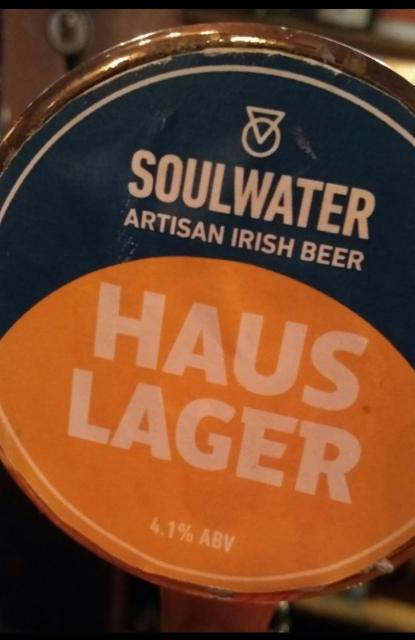 SOULWATER
ARTISAN IRISH BEER
HAUS
LAGER
4.1% ABV